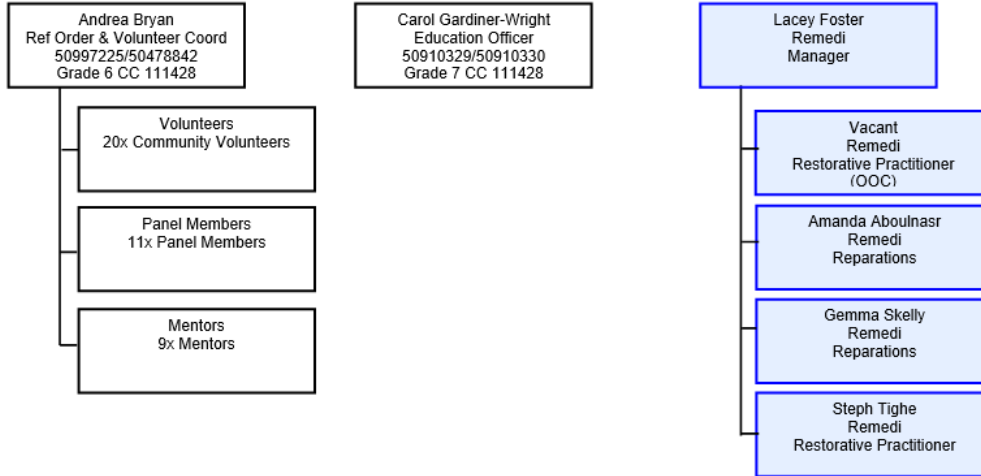 Andrea Bryan
Ref Order & Volunteer Coord
50997225/50478842
Grade 6 CC 111428
Volunteers
20x Community Volunteers
Panel Members
11x Panel Members
Mentors
9x Mentors
Carol Gardiner-Wright
Education Officer
50910329/50910330
Grade 7 CC 111428
Lacey Foster
Remedi
Manager
Vacant
Remedi
Restorative Practitioner
(OOC)
Amanda Aboulnasr
Remedi
Reparations
Gemma Skelly
Remedi
Reparations
Steph Tighe
Remedi
Restorative Practitioner